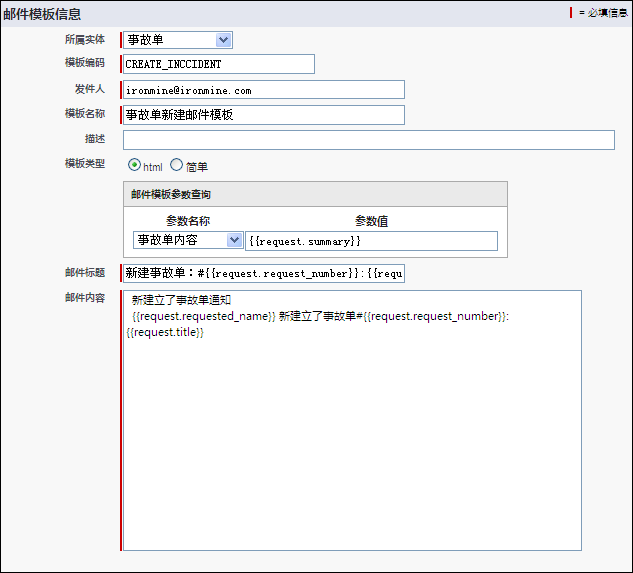 邮件模板信息
= 必填信息
所属实体 事故单
模板编码 CREATE_INCCIDENT
发件人 ironmine@ironmine.com
模板名称 事故单新建邮件模板
描述
模板类型 html 简单
邮件模板参数查询
参数名称 参数值
事故单内容 {{request.summary}}
邮件标题 新建事故单：#{{request.request_number}}:{{requ
邮件内容 新建立了事故单通知
{{request.requested_name}} 新建立了事故单#{{request.request_number}}:
{{request.title}}